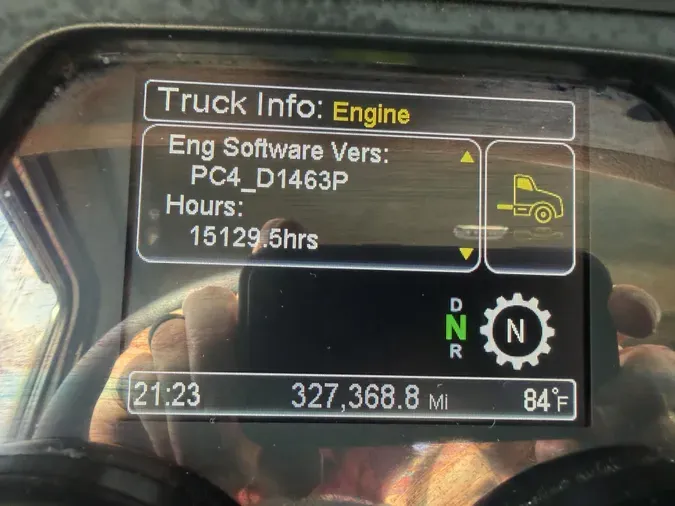 Truck Info: Engine
Eng Software Vers:
PC4_D1463P
Hours:
15129.5hrs
D
N
R
N
21:23 327,368.8 MI 84°F